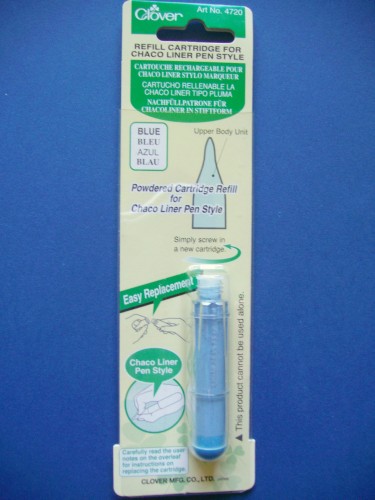 Clover
Art No. 4720
REFILL CARTRIDGE FOR
CHACO LINER PEN STYLE
CARTOUCHE RECHARGEABLE POUR
CHACO LINER STYLO MARQUEUR
CARTUCHO RELLENABLE LA
CHACO LINER TIPO PLUMA
NACHFÜLLPATRONE FÜR
CHACOLINER IN STIFTFORM
BLUE
BLEU
AZUL
BLAU
Upper Body Unit
Powdered Cartridge Refill
for
Chaco Liner Pen Style
Simply screw in
a new cartridge.
Easy Replacement
Chaco Liner
Pen Style
▲ This product cannot be used alone.
Carefully read the user
notes on the overleaf
for instructions on
replacing the cartridge.
CLOVER MFG. CO., LTD.